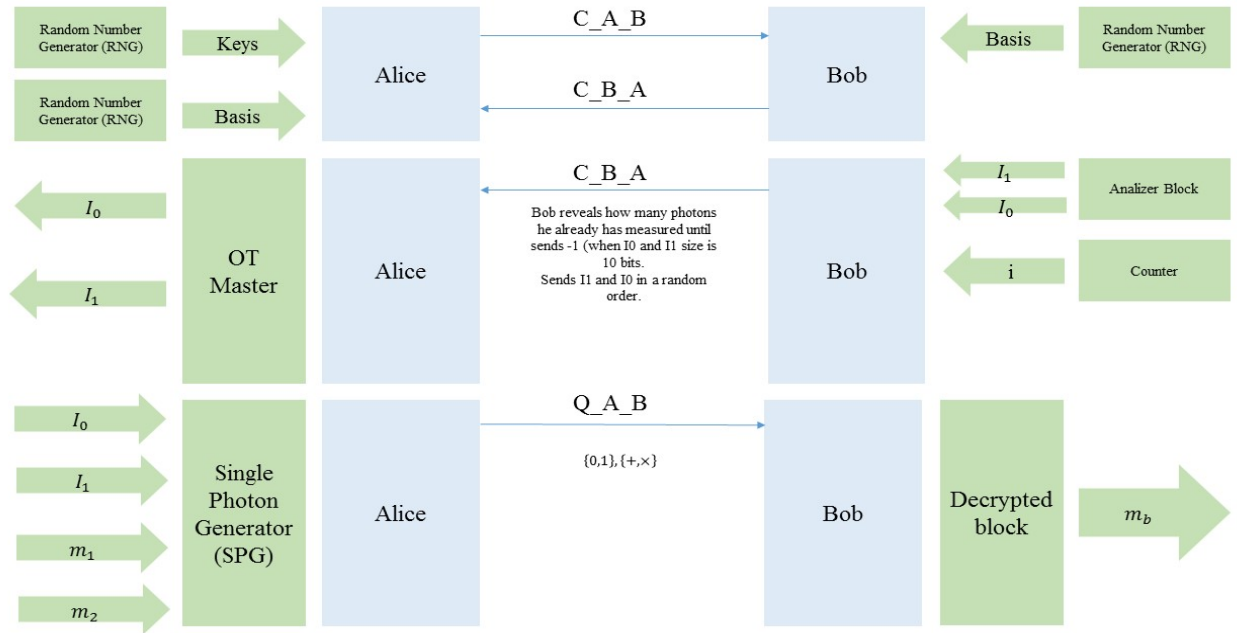 Random Number
Generator (RNG)
Keys
Random Number
Generator (RNG)
Basis
Alice
C_A_B
C_B_A
Bob
Basis
Random Number
Generator (RNG)
I₀
I₁
OT
Master
Alice
C_B_A
Bob reveals how many photons
he already has measured until
sends -1 (when I0 and I1 size is
10 bits.
Sends I1 and I0 in a random
order.
Bob
I₁
I₀
i
Analizer Block
Counter
I₀
I₁
m₁
m₂
Single
Photon
Generator
(SPG)
Alice
Q_A_B
{0,1},{+,×}
Bob
Decrypted
block
m_b